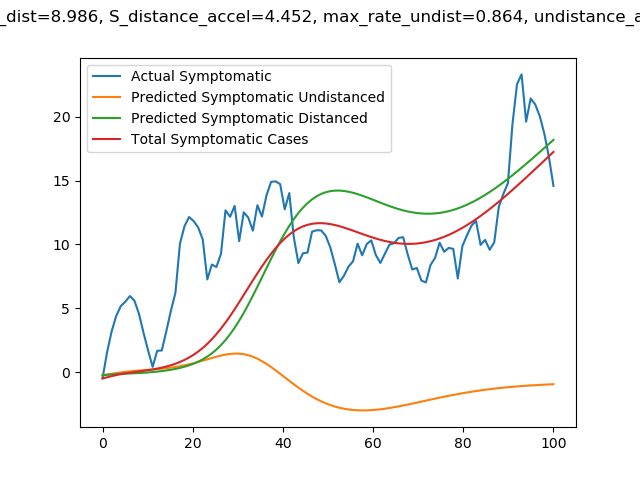 _dist=8.986, S_distance_accel=4.452, max_rate_undist=0.864, undistance_a
Actual Symptomatic
Predicted Symptomatic Undistanced
Predicted Symptomatic Distanced
Total Symptomatic Cases
20
15
10
5
0
0 20 40 60 80 100